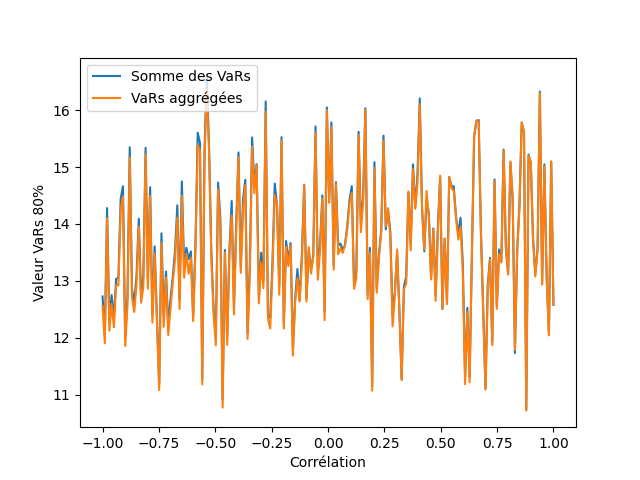 Somme des VaRs
VaRs aggrégées
Valeur VaRs 80%
16
15
14
13
12
11
−1.00 −0.75 −0.50 −0.25 0.00 0.25 0.50 0.75 1.00
Corrélation